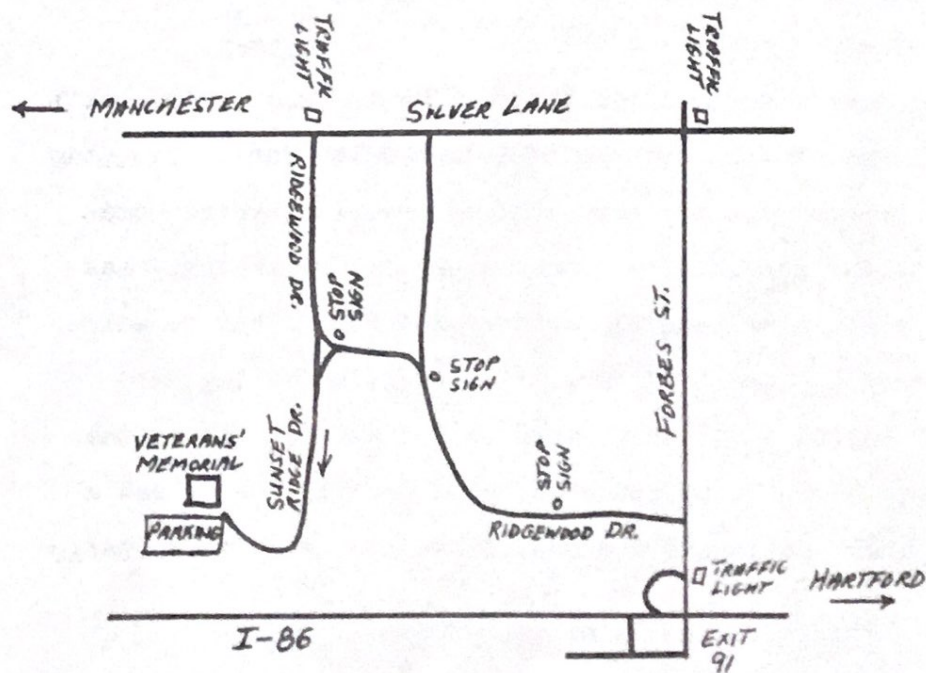 TRAFFIC
LIGHT
TRAFFIC
LIGHT
← MANCHESTER
SILVER LANE
RIDGEWOOD DR.
STOP
SIGN
STOP
SIGN
FORBES ST.
VETERANS'
MEMORIAL
SUNSET
RIDGE DR.
STOP
SIGN
PARKING
RIDGEWOOD DR.
TRAFFIC
LIGHT
HARTFORD
I-86
EXIT
91